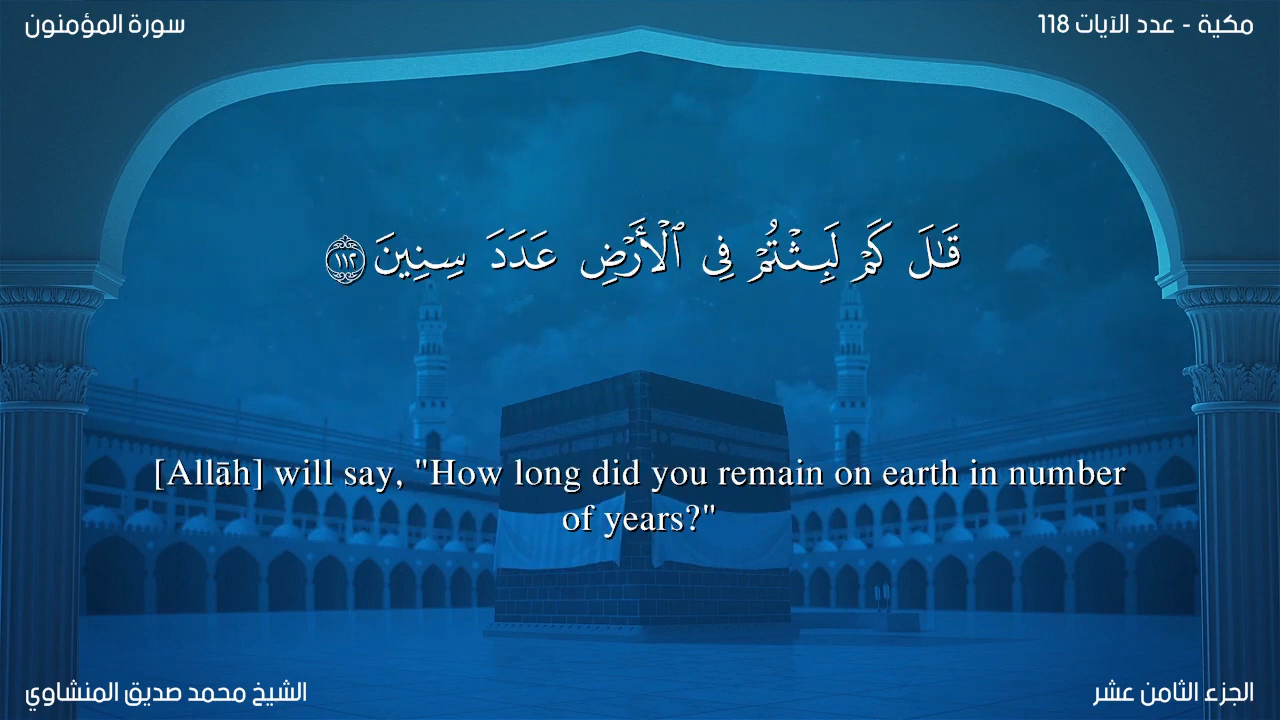 سورة المؤمنون
مكية - عدد الآيات 118
قَـٰلَ كَمْ لَبِثْتُمْ فِى ٱلْأَرْضِ عَدَدَ سِنِينَ ١١٢
[Allāh] will say, "How long did you remain on earth in number
of years?"
الشيخ محمد صديق المنشاوي
الجزء الثامن عشر